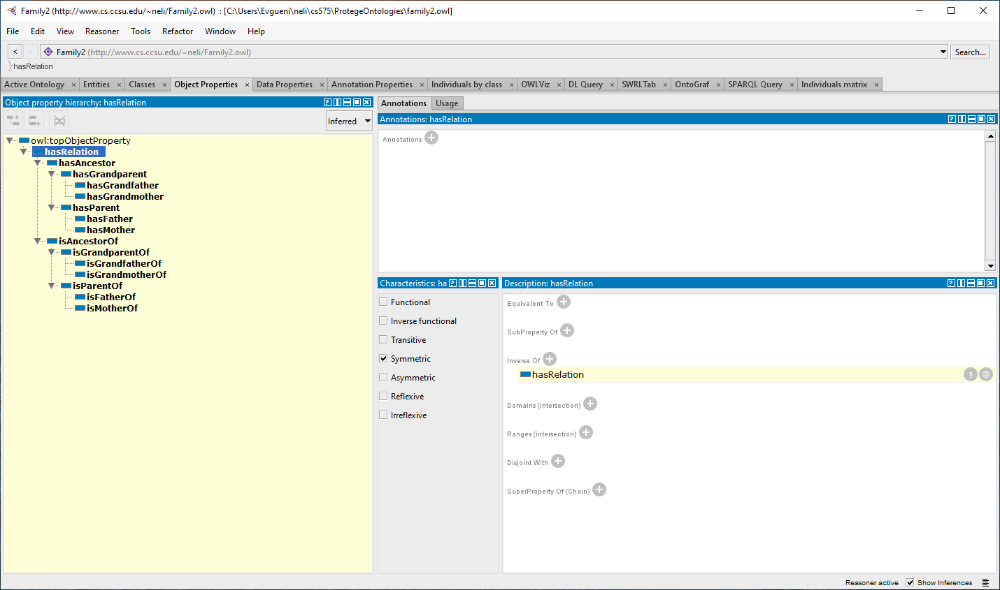 Family2 (http://www.cs.ccsu.edu/~neli/Family2.owl) : [C:\Users\Evgueni\neli\cs575\ProtegeOntologies\family2.owl]
File Edit View Reasoner Tools Refactor Window Help
< > Family2 (http://www.cs.ccsu.edu/~neli/Family2.owl) Search...
hasRelation
Active Ontology × Entities × Classes × Object Properties × Data Properties × Annotation Properties × Individuals by class × OWLViz × DL Query × SWRLTab × OntoGraf × SPARQL Query × Individuals matrix ×
Object property hierarchy: hasRelation
Inferred
owl:topObjectProperty
hasRelation
hasAncestor
hasGrandparent
hasGrandfather
hasGrandmother
hasParent
hasFather
hasMother
isAncestorOf
isGrandparentOf
isGrandfatherOf
isGrandmotherOf
isParentOf
isFatherOf
isMotherOf
Annotations Usage
Annotations: hasRelation
Annotations
Characteristics: ha
Functional
Inverse functional
Transitive
Symmetric
Asymmetric
Reflexive
Irreflexive
Description: hasRelation
Equivalent To
SubProperty Of
Inverse Of
hasRelation ? @
Domains (intersection)
Ranges (intersection)
Disjoint With
SuperProperty Of (Chain)
Reasoner active Show Inferences